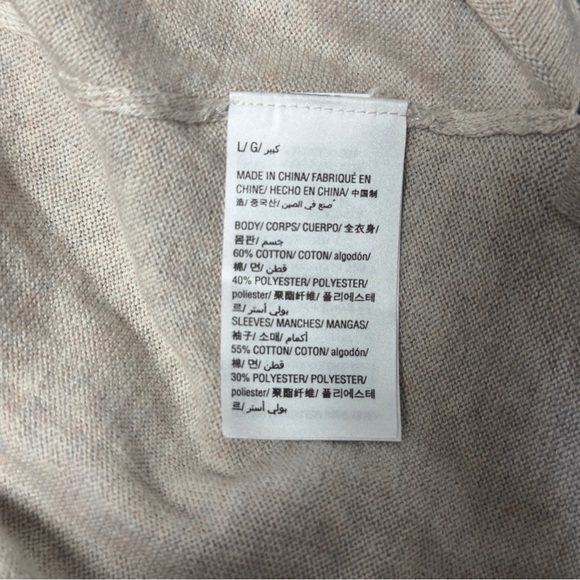 L/ G/ كبير
MADE IN CHINA/ FABRIQUÉ EN
CHINE/ HECHO EN CHINA/ 中国制
造/ 중국산/ صنع في الصين
BODY/ CORPS/ CUERPO/ 全衣身/
몸판/ جسم
60% COTTON/ COTON/ algodón/
棉/ 면/ قطن
40% POLYESTER/ POLYESTER/
poliester/ 聚酯纤维/ 폴리에스테
르/ بولي أستر
SLEEVES/ MANCHES/ MANGAS/
袖子/ 소매/ أكمام
55% COTTON/ COTON/ algodón/
棉/ 면/ قطن
30% POLYESTER/ POLYESTER/
poliester/ 聚酯纤维/ 폴리에스테
르/ بولي أستر